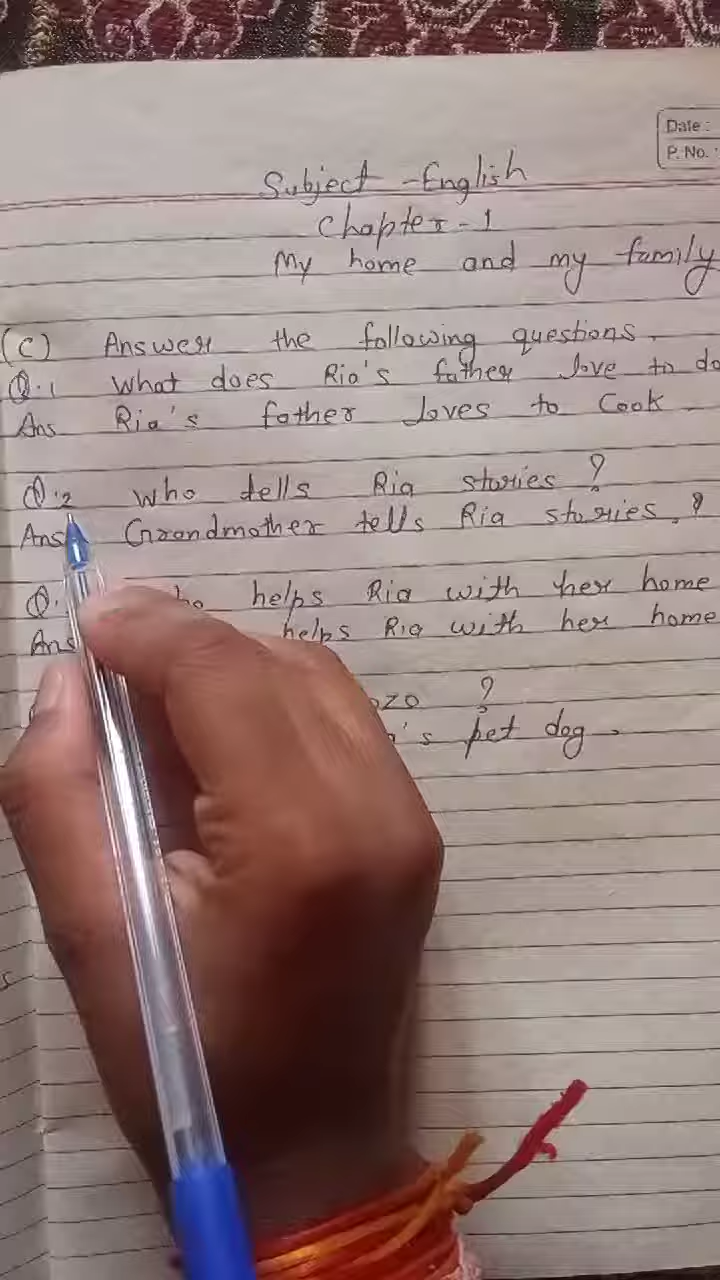 Date :
P. No. :
Subject - English
Chapter - 1
My home and my family
(C) Answer the following questions.
Q.1 What does Ria's father love to do
Ans Ria's father loves to Cook.
Q.2 Who tells Ria stories ?
Ans Grandmother tells Ria stories. ?
Q. helps Ria with her home
Ans helps Ria with her home
?
's pet dog.